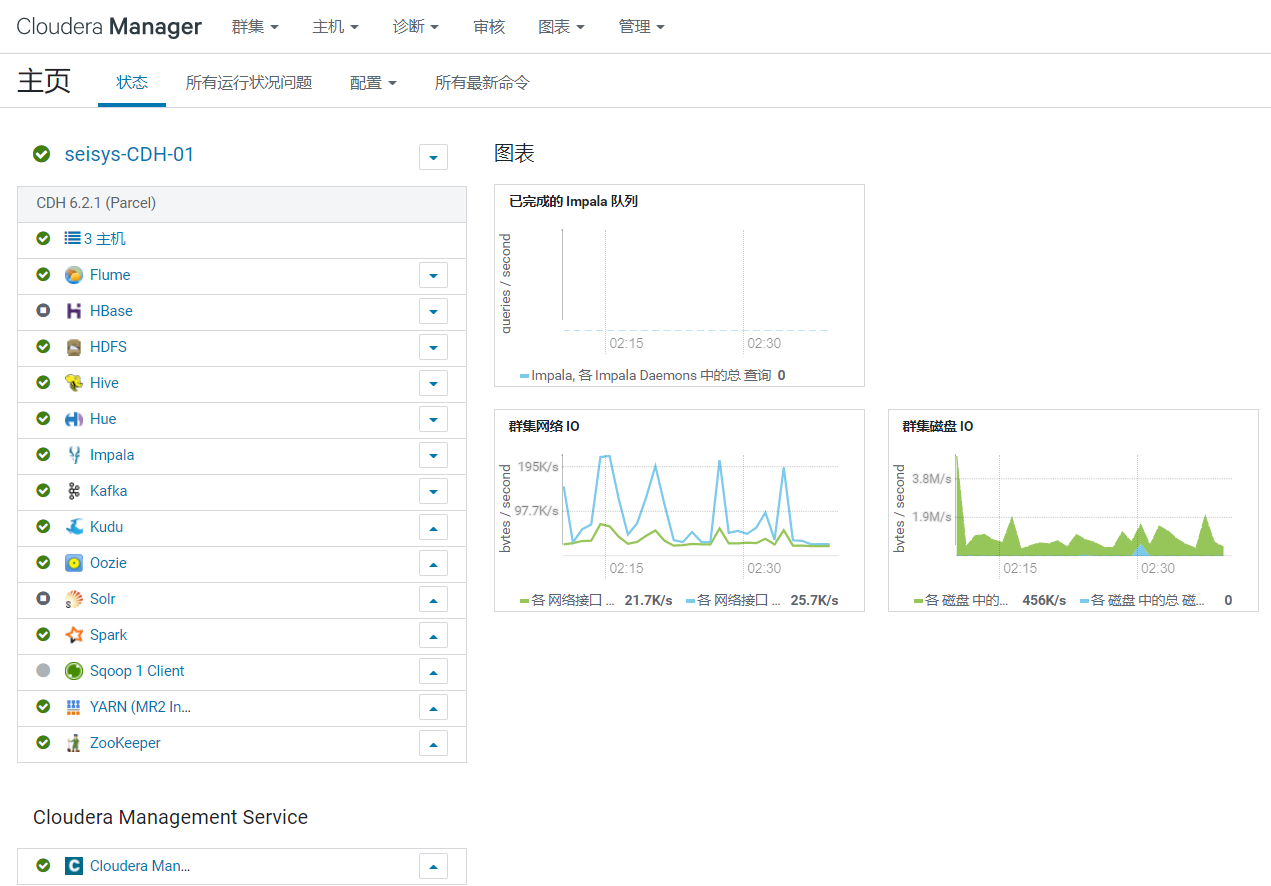 Cloudera Manager 群集 主机 诊断 审核 图表 管理
主页 状态 所有运行状况问题 配置 所有最新命令
seisys-CDH-01
CDH 6.2.1 (Parcel)
3 主机
Flume
HBase
HDFS
Hive
Hue
Impala
Kafka
Kudu
Oozie
Solr
Spark
Sqoop 1 Client
YARN (MR2 In...
ZooKeeper
Cloudera Management Service
Cloudera Man...
图表
已完成的 Impala 队列
queries / second
02:15 02:30
Impala, 各 Impala Daemons 中的总 查询 0
群集网络 IO
bytes / second
195K/s
97.7K/s
02:15 02:30
各 网络接口 ... 21.7K/s 各 网络接口 ... 25.7K/s
群集磁盘 IO
bytes / second
3.8M/s
1.9M/s
02:15 02:30
各 磁盘 中的... 456K/s 各 磁盘 中的总 磁... 0